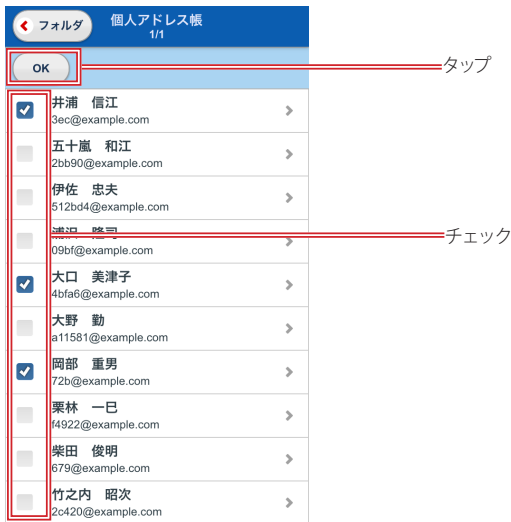 フォルダ
個人アドレス帳
1/1
OK
タップ
井浦　信江
3ec@example.com
五十嵐　和江
2bb90@example.com
伊佐　忠夫
512bd4@example.com
チェック
浦沢　隆司
09bf@example.com
大口　美津子
4bfa6@example.com
大野　勤
a11581@example.com
岡部　重男
72b@example.com
栗林　一巳
f4922@example.com
柴田　俊明
679@example.com
竹之内　昭次
2c420@example.com